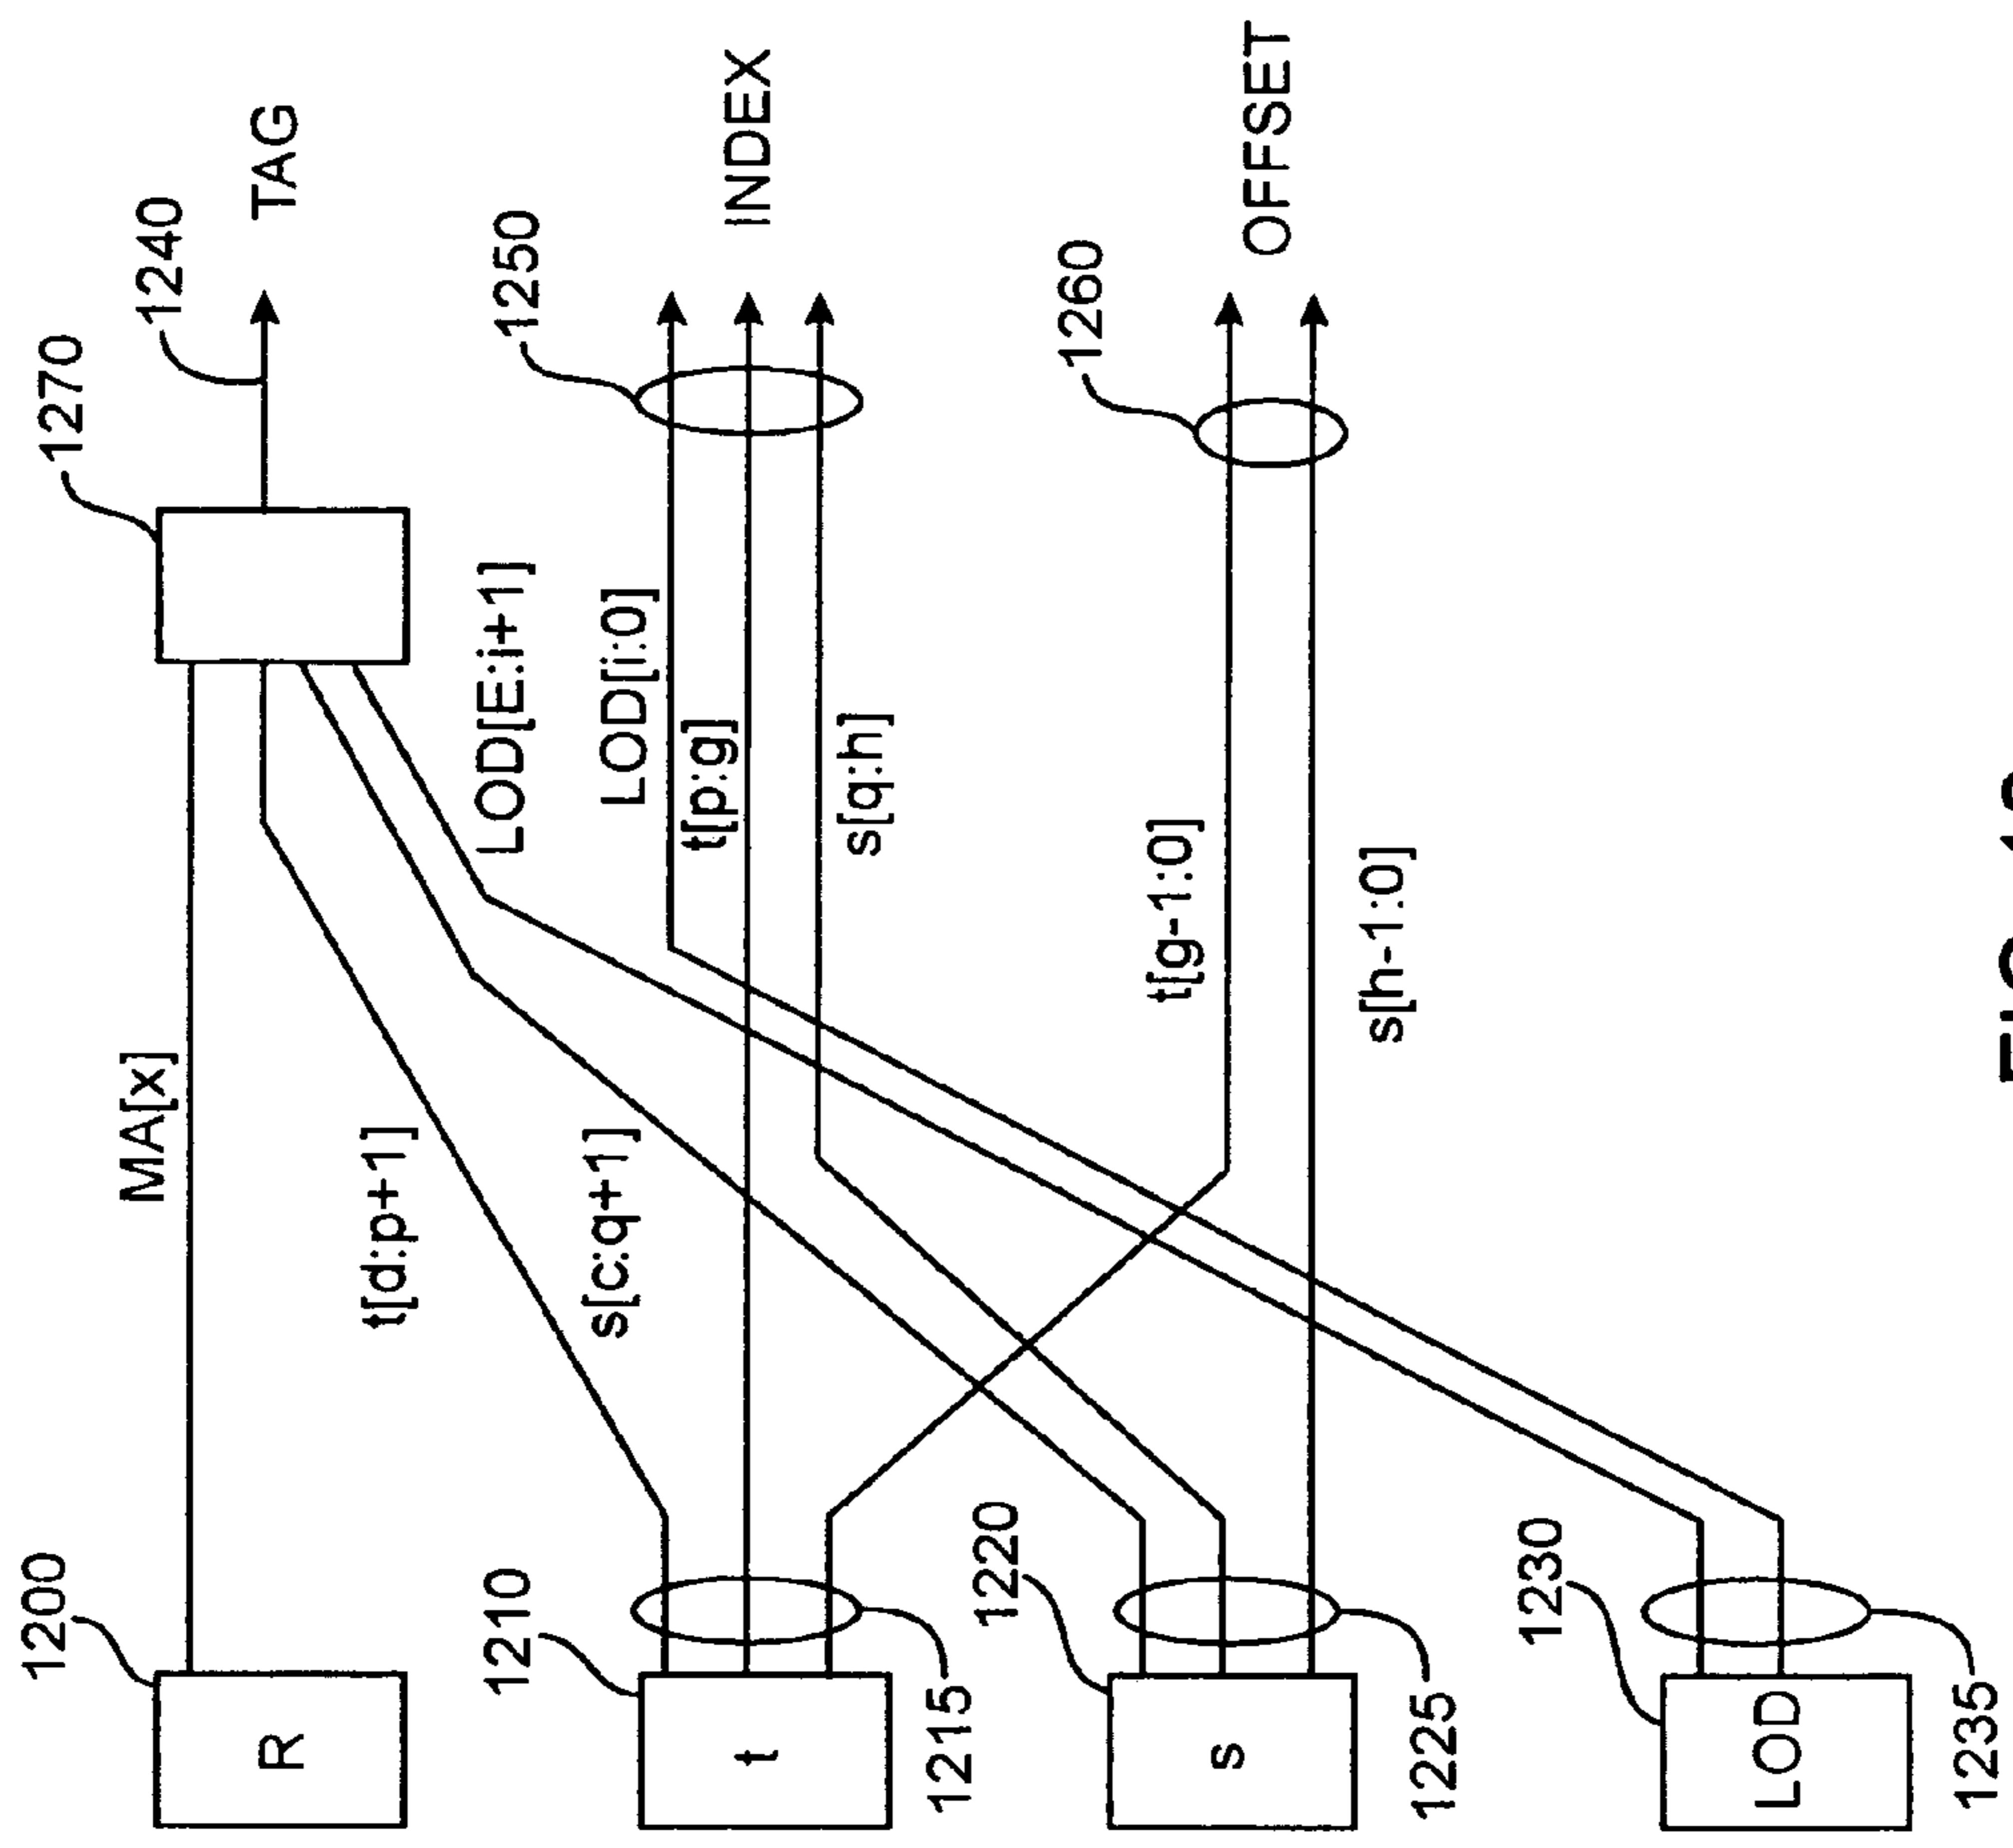 1200
R
MA[x]
1270
1240
TAG
t[d:p+1]
1210
t
1215
s[c:q+1]
LOD[E:i+1]
LOD[i:0]
t[p:g]
s[q:h]
1250
INDEX
1220
s
1225
t[g-1:0]
s[h-1:0]
1260
OFFSET
1230
LOD
1235